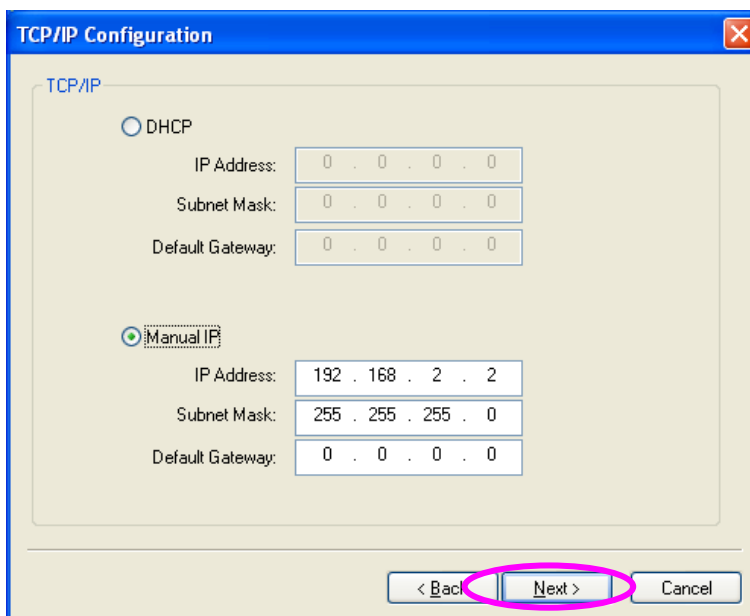 TCP/IP Configuration
TCP/IP
DHCP
IP Address: 0 . 0 . 0 . 0
Subnet Mask: 0 . 0 . 0 . 0
Default Gateway: 0 . 0 . 0 . 0
Manual IP
IP Address: 192 . 168 . 2 . 2
Subnet Mask: 255 . 255 . 255 . 0
Default Gateway: 0 . 0 . 0 . 0
< Back Next > Cancel